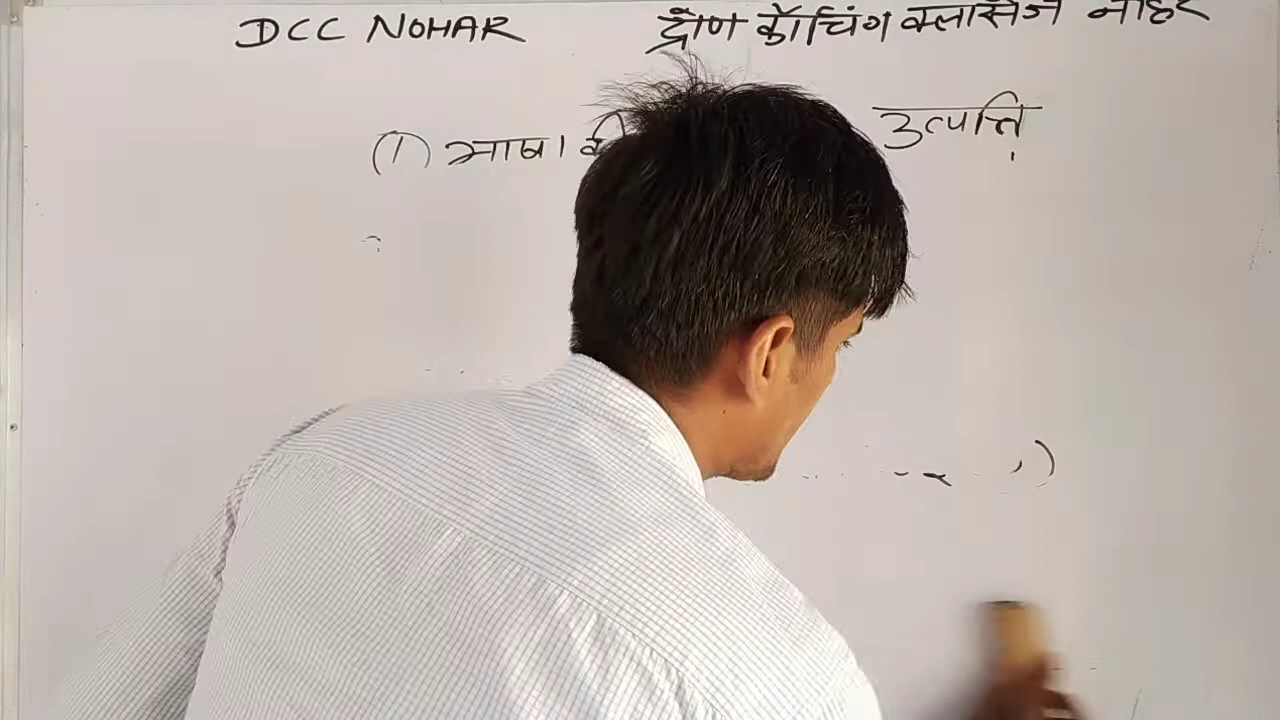 DCC NOHAR द्रोण कोचिंग क्लासेज नोहर
(1) भाषा की उत्पत्ति